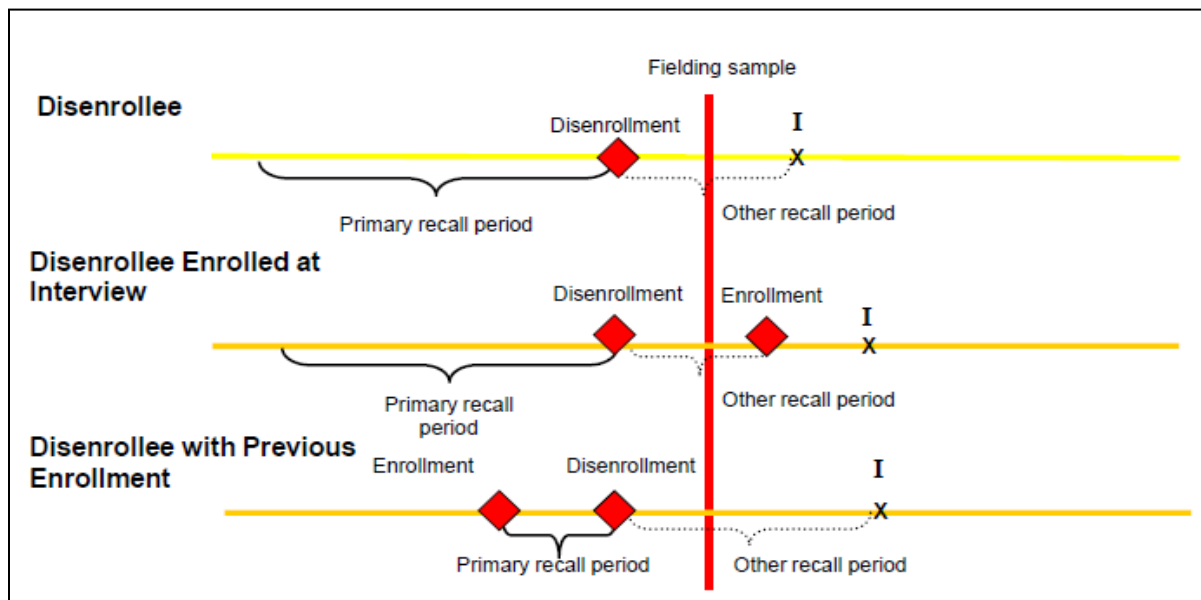 Fielding sample
Disenrollee
Disenrollment
I
X
Primary recall period
Other recall period
Disenrollee Enrolled at
Interview
Disenrollment
Enrollment
I
X
Primary recall
period
Other recall period
Disenrollee with Previous
Enrollment
Enrollment
Disenrollment
I
X
Primary recall period
Other recall period